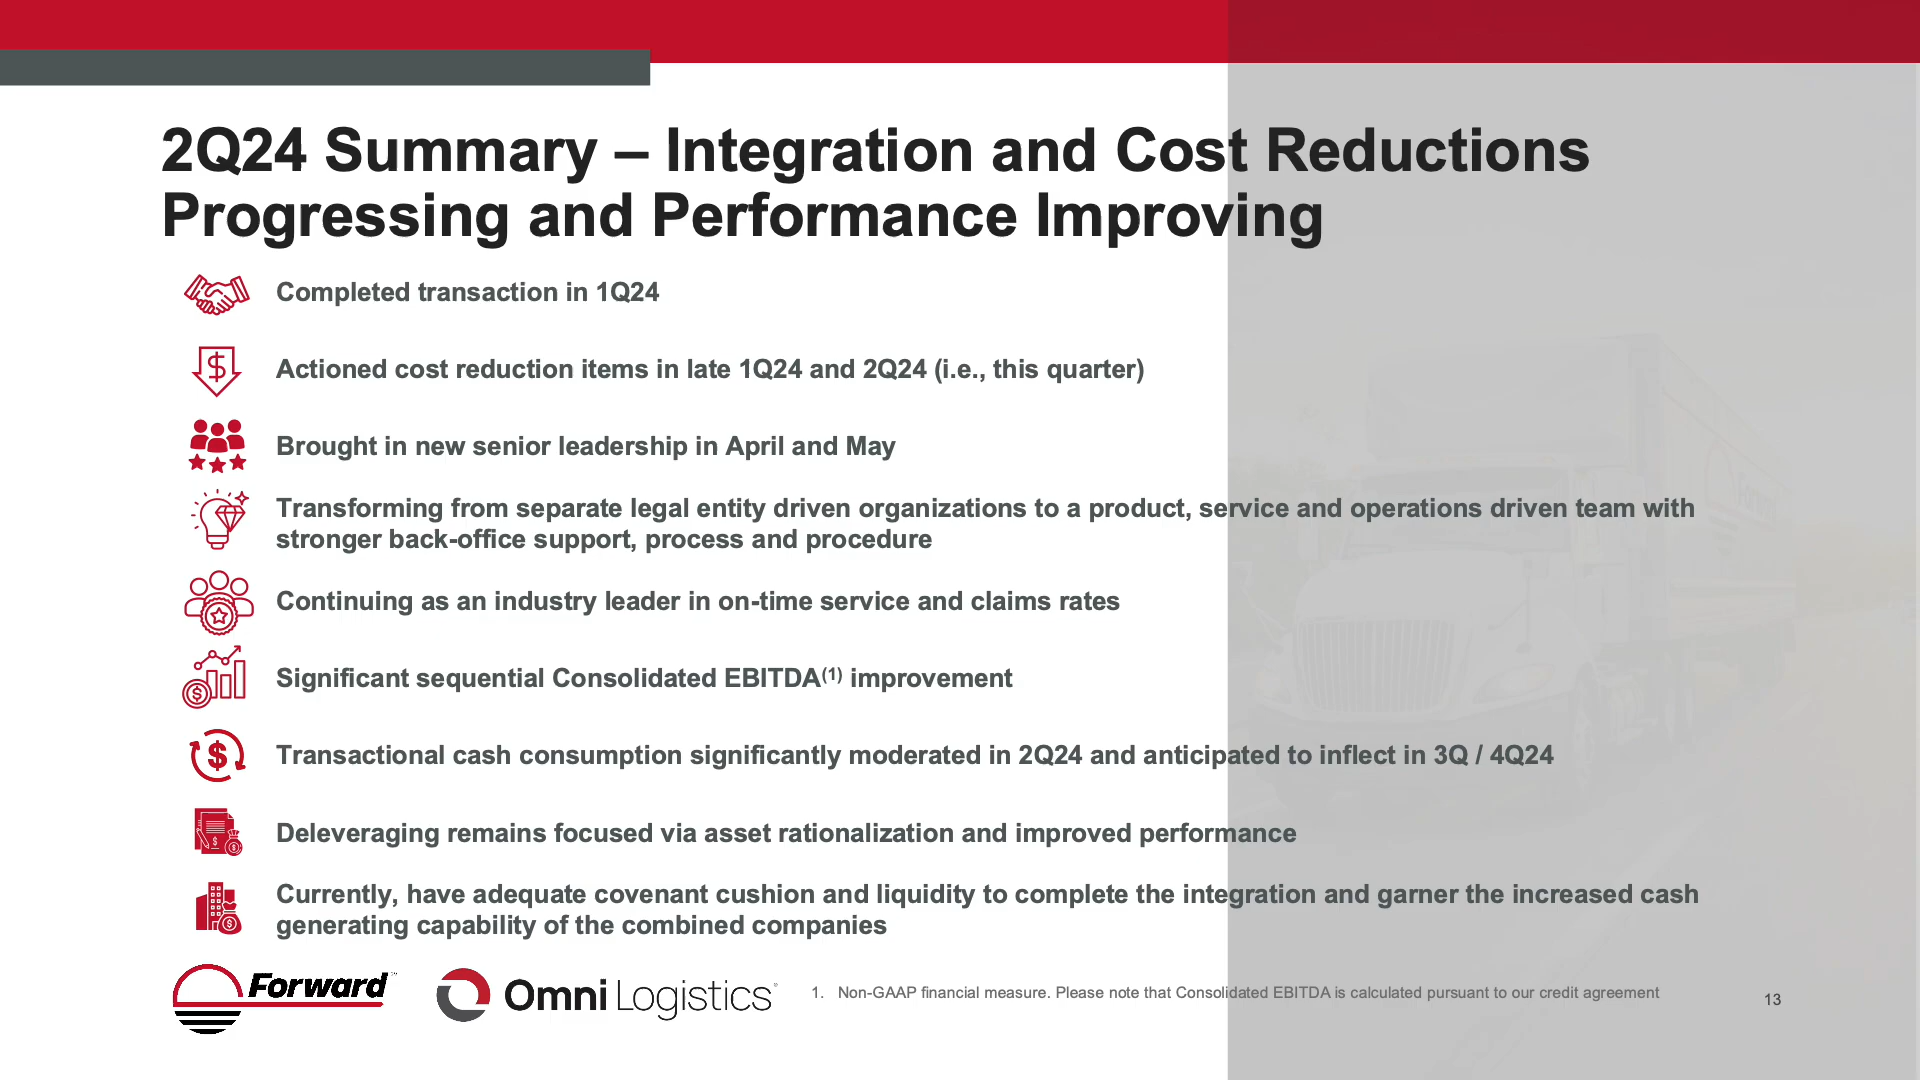 2Q24 Summary – Integration and Cost Reductions
Progressing and Performance Improving
Completed transaction in 1Q24
Actioned cost reduction items in late 1Q24 and 2Q24 (i.e., this quarter)
Brought in new senior leadership in April and May
Transforming from separate legal entity driven organizations to a product, service and operations driven team with
stronger back-office support, process and procedure
Continuing as an industry leader in on-time service and claims rates
Significant sequential Consolidated EBITDA(1) improvement
Transactional cash consumption significantly moderated in 2Q24 and anticipated to inflect in 3Q / 4Q24
Deleveraging remains focused via asset rationalization and improved performance
Currently, have adequate covenant cushion and liquidity to complete the integration and garner the increased cash
generating capability of the combined companies
Forward
Omni Logistics
1. Non-GAAP financial measure. Please note that Consolidated EBITDA is calculated pursuant to our credit agreement
13